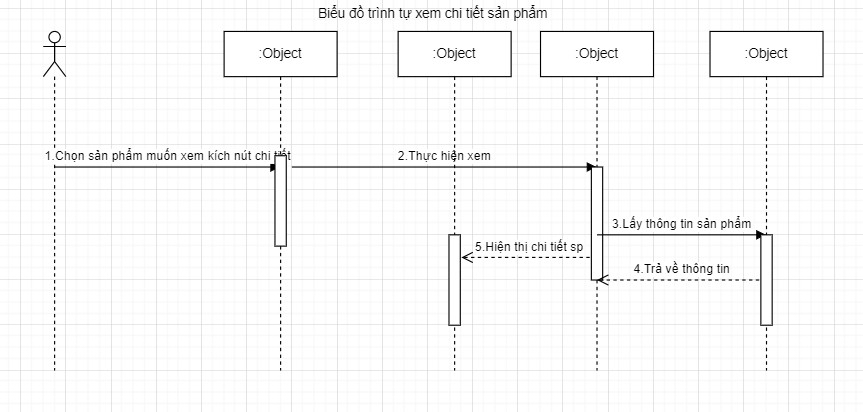 Biểu đồ trình tự xem chi tiết sản phẩm
:Object
:Object
:Object
:Object
1.Chọn sản phẩm muốn xem kích nút chi tiết
2.Thực hiện xem
3.Lấy thông tin sản phẩm
5.Hiện thị chi tiết sp
4.Trả về thông tin